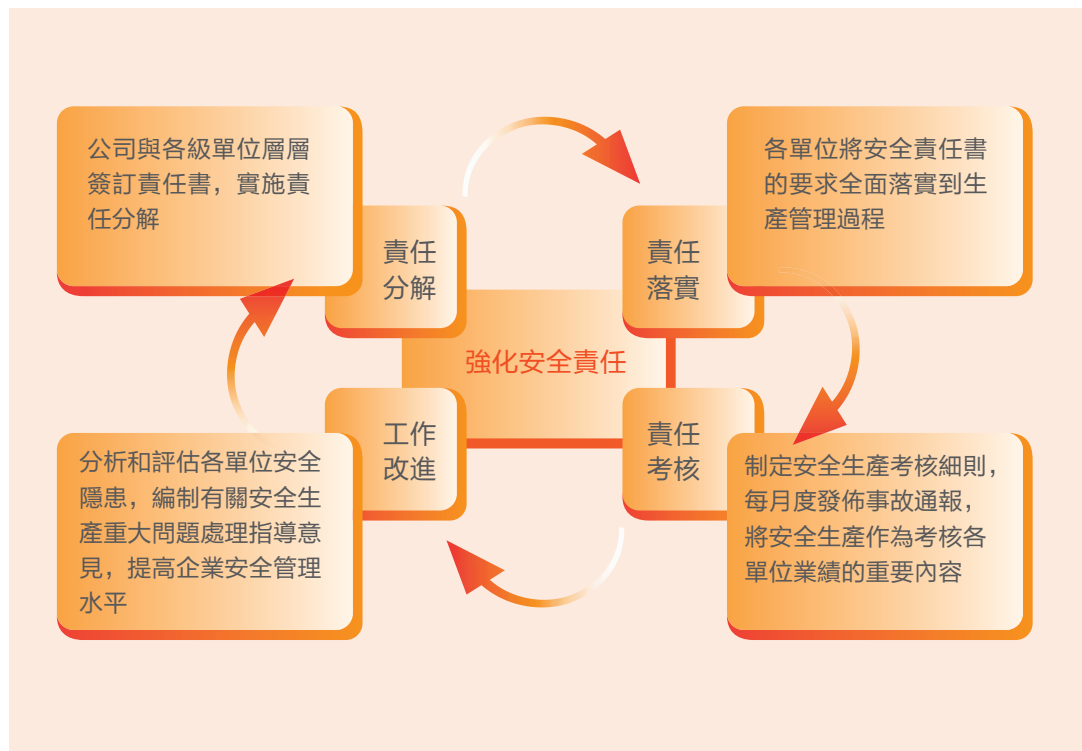 公司與各級單位層層
簽訂責任書，實施責
任分解
責任
分解
各單位將安全責任書
的要求全面落實到生
產管理過程
責任
落實
強化安全責任
工作
改進
分析和評估各單位安全
隱患，編制有關安全生
產重大問題處理指導意
見，提高企業安全管理
水平
責任
考核
制定安全生產考核細則，
每月度發佈事故通報，
將安全生產作為考核各
單位業績的重要內容